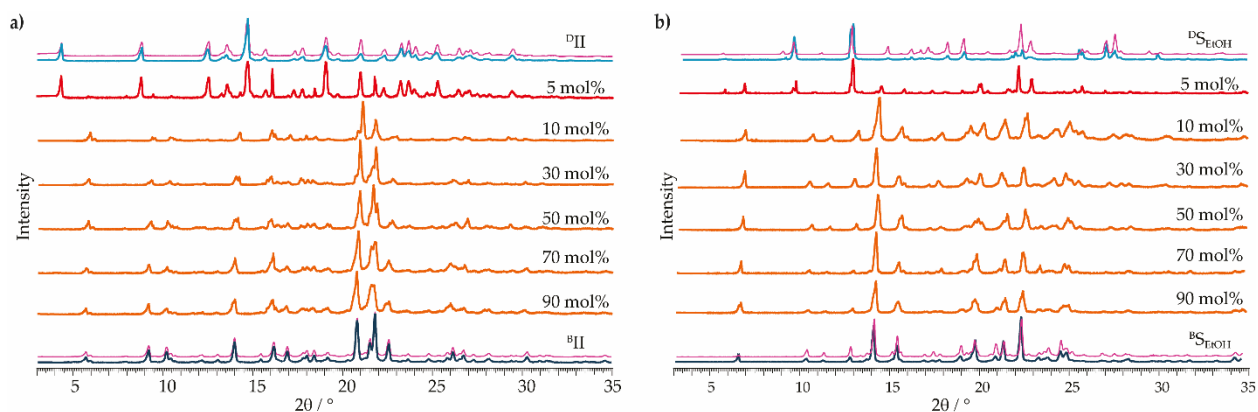 a)
Intensity
ᴰII
5 mol%
10 mol%
30 mol%
50 mol%
70 mol%
90 mol%
ᴮII
5 10 15 20 25 30 35
2θ / °
b)
Intensity
ᴰS_EtOH
5 mol%
10 mol%
30 mol%
50 mol%
70 mol%
90 mol%
ᴮS_EtOH
5 10 15 20 25 30 35
2θ / °